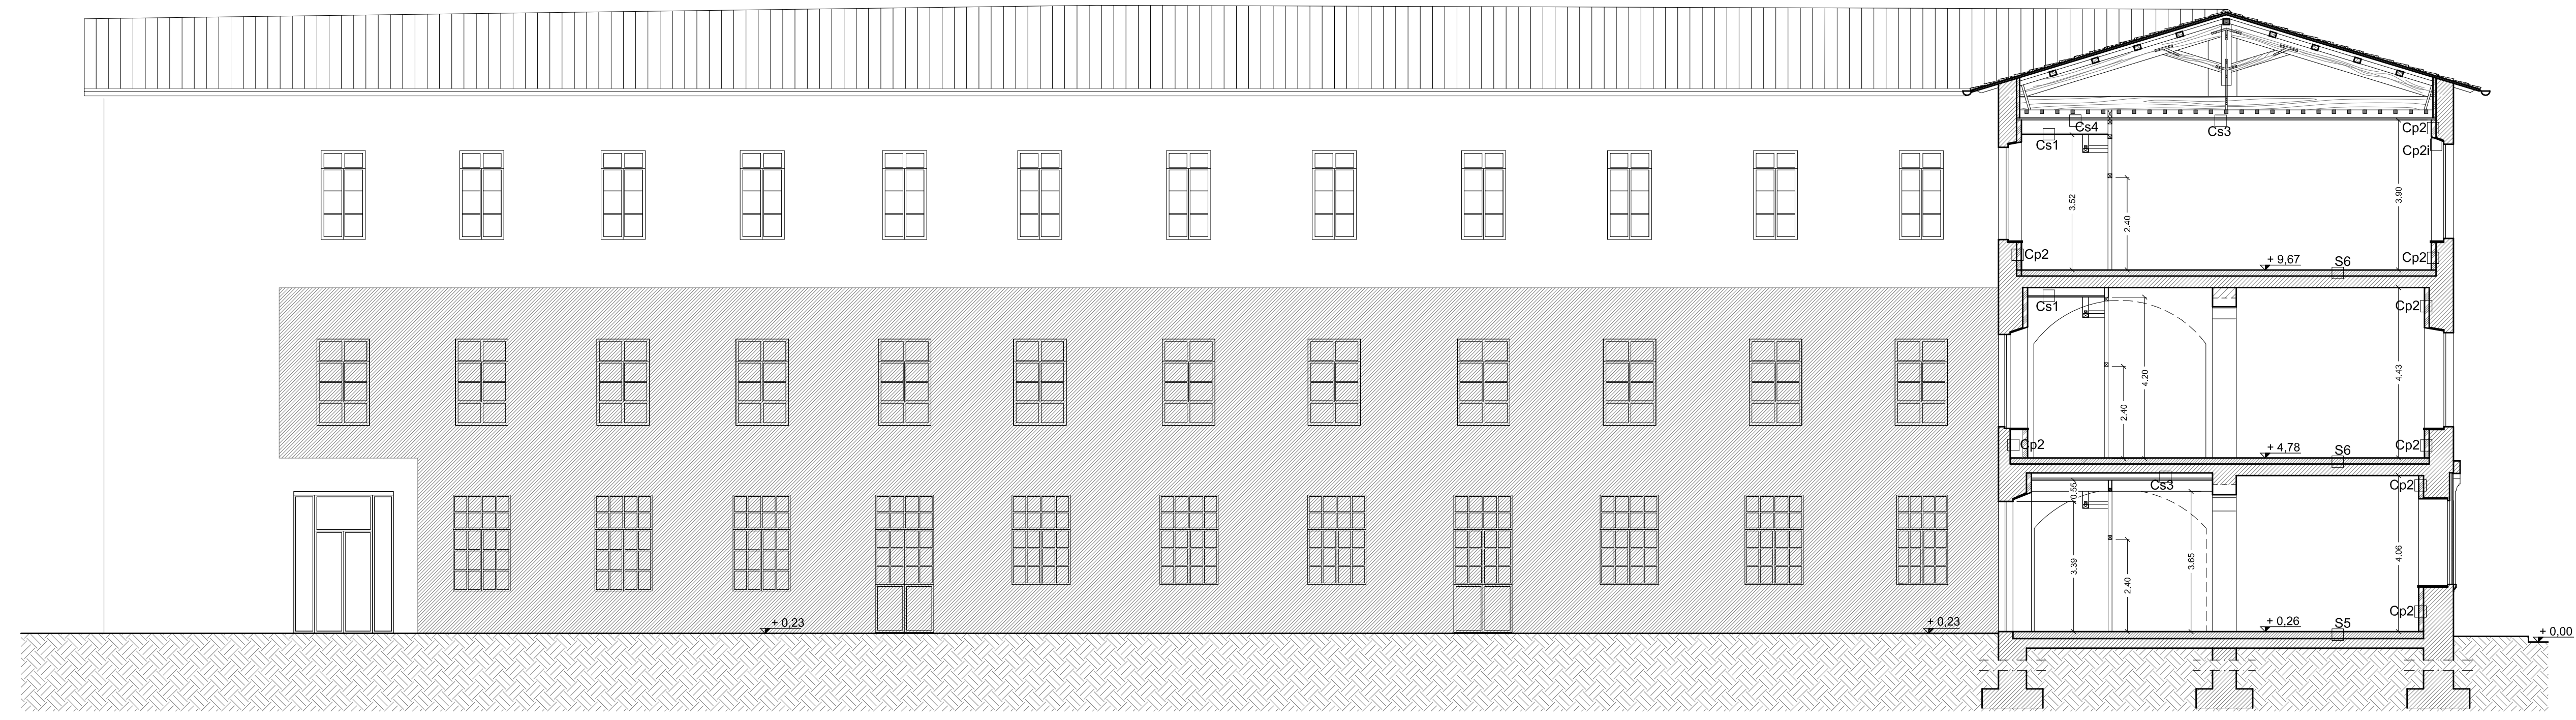 Cs4
Cs3
Cp2
Cs1
Cp2i
3.52
2.40
3.90
Cp2
Cp2
+ 9,67
S6
Cs1
Cp2
4.20
2.40
4.43
Cp2
Cp2
+ 4,78
S6
Cs3
Cp2
0.55
3.39
2.40
3.65
4.06
Cp2
+ 0,23
+ 0,23
+ 0,26
S5
+ 0,00